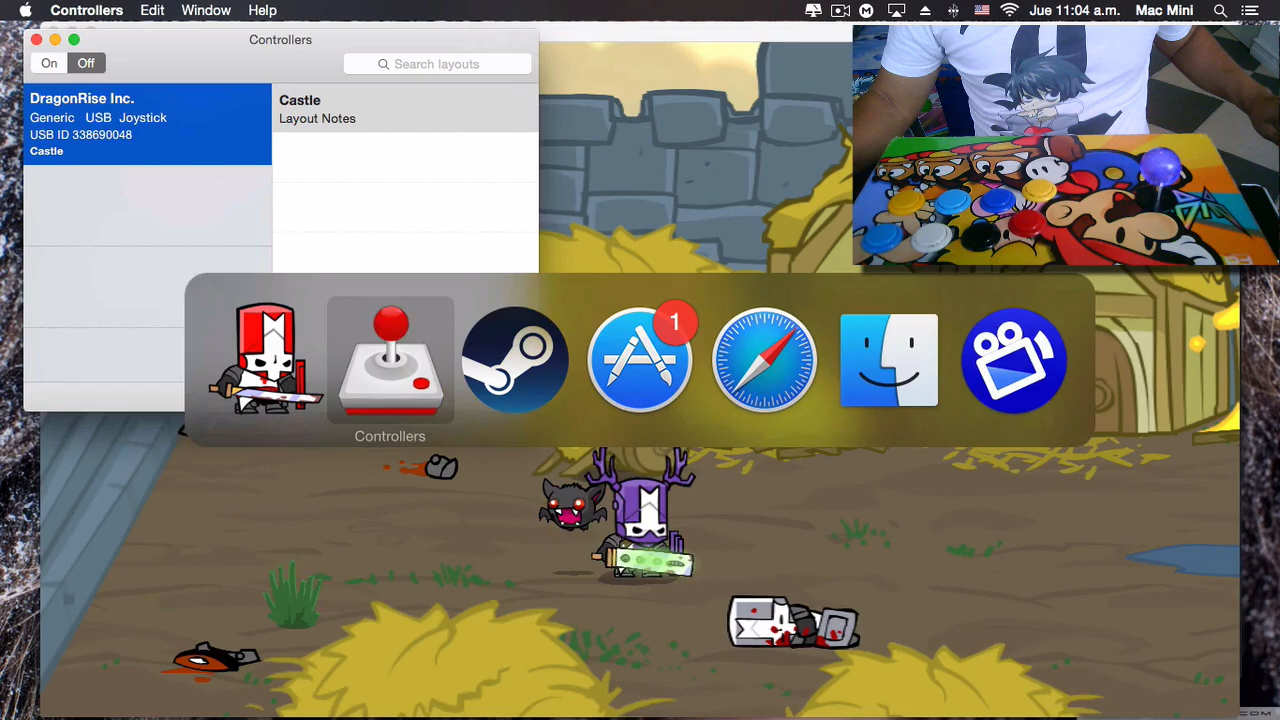 Controllers Edit Window Help
Jue 11:04 a.m. Mac Mini
Controllers
On Off
Search layouts
DragonRise Inc.
Generic USB Joystick
USB ID 338690048
Castle
Castle
Layout Notes
1
Controllers
COM